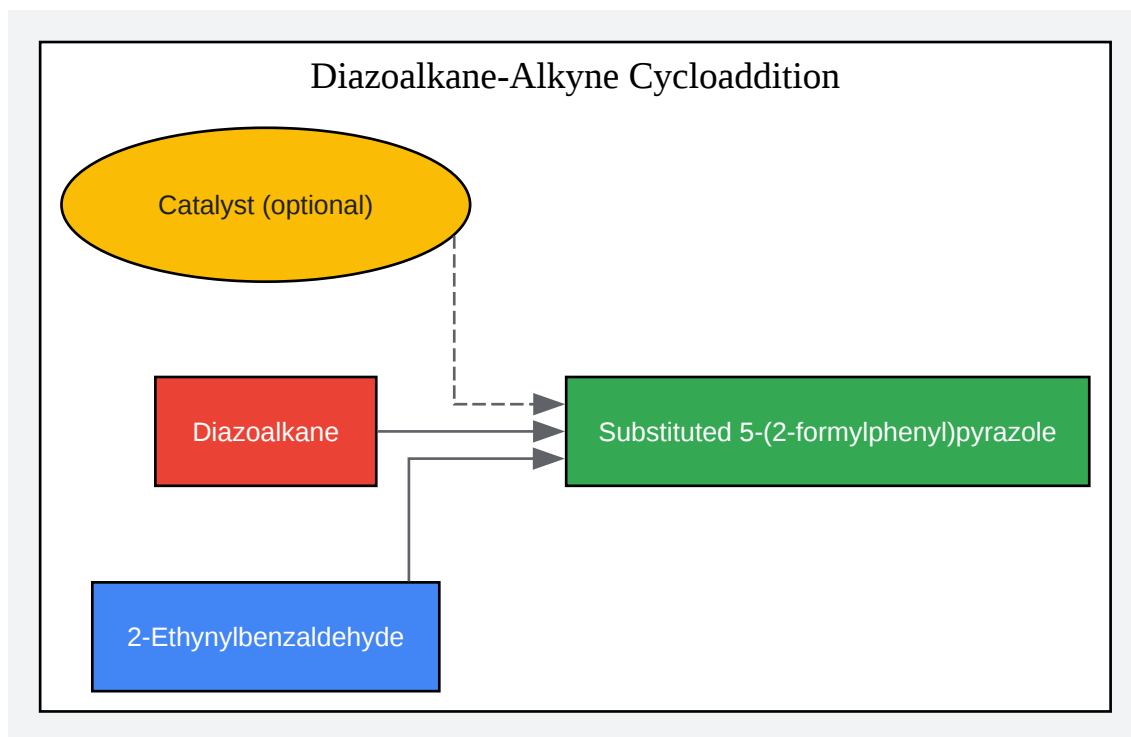 Diazoalkane-Alkyne Cycloaddition
Catalyst (optional)
Diazoalkane
Substituted 5-(2-formylphenyl)pyrazole
2-Ethynylbenzaldehyde